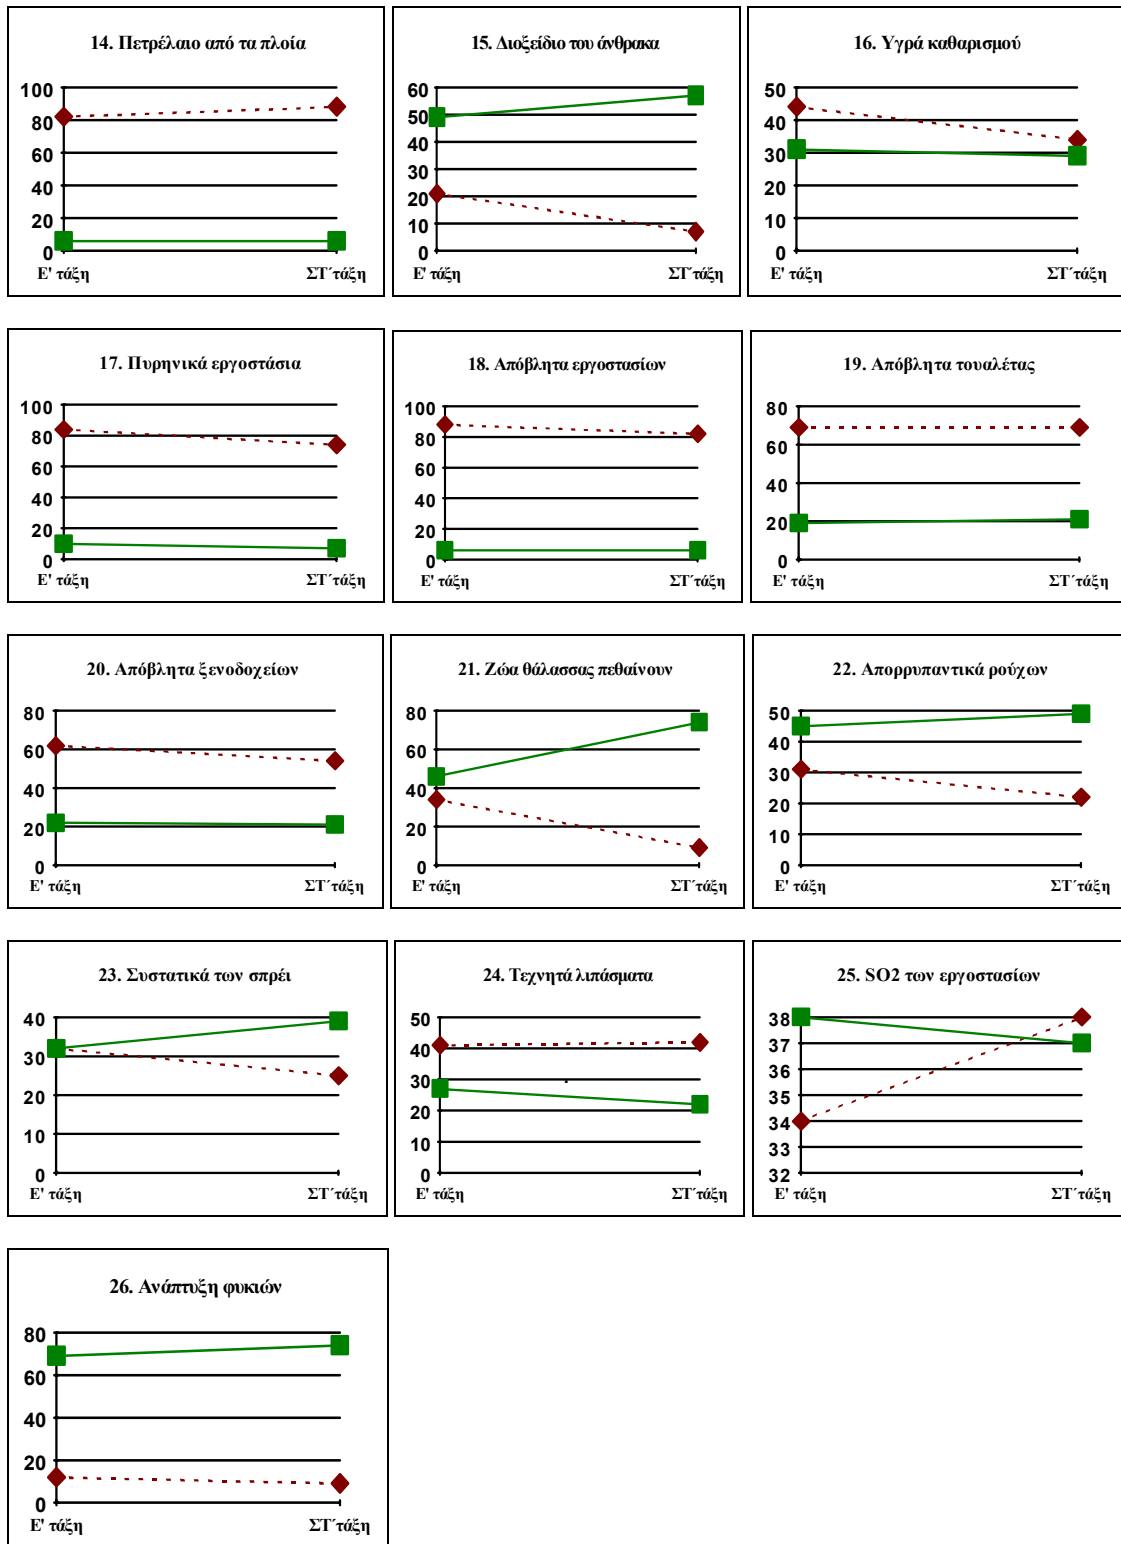 14. Πετρέλαιο από τα πλοία
100
80
60
40
20
0
Ε' τάξη
ΣΤ΄τάξη
15. Διοξείδιο του άνθρακα
60
50
40
30
20
10
0
Ε' τάξη
ΣΤ΄τάξη
16. Υγρά καθαρισμού
50
40
30
20
10
0
Ε' τάξη
ΣΤ΄τάξη
17. Πυρηνικά εργοστάσια
100
80
60
40
20
0
Ε' τάξη
ΣΤ΄τάξη
18. Απόβλητα εργοστασίων
100
80
60
40
20
0
Ε' τάξη
ΣΤ΄τάξη
19. Απόβλητα τουαλέτας
80
60
40
20
0
Ε' τάξη
ΣΤ΄τάξη
20. Απόβλητα ξενοδοχείων
80
60
40
20
0
Ε' τάξη
ΣΤ΄τάξη
21. Ζώα θάλασσας πεθαίνουν
80
60
40
20
0
Ε' τάξη
ΣΤ΄τάξη
22. Απορρυπαντικά ρούχων
50
40
30
20
10
0
Ε' τάξη
ΣΤ΄τάξη
23. Συστατικά των σπρέι
40
30
20
10
0
Ε' τάξη
ΣΤ΄τάξη
24. Τεχνητά λιπάσματα
50
40
30
20
10
0
Ε' τάξη
ΣΤ΄τάξη
25. SO2 των εργοστασίων
38
37
36
35
34
33
32
Ε' τάξη
ΣΤ΄τάξη
26. Ανάπτυξη φυκιών
80
60
40
20
0
Ε' τάξη
ΣΤ΄τάξη